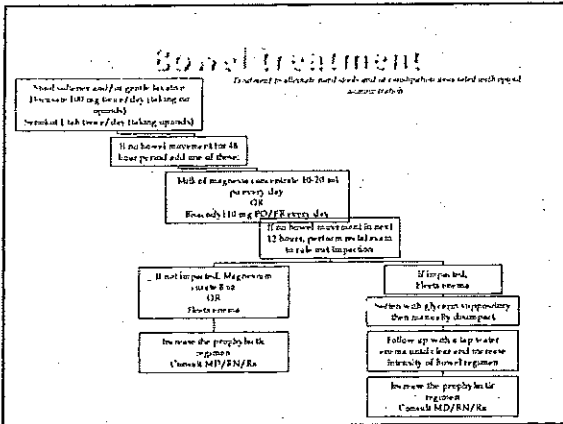 Bowel Treatment
Treatment to alleviate hard stools and or constipation associated with opioid
administration
Stool softener and/or gentle laxative
Docusate 100 mg twice/day (taking no
opioids)
Senokot 1 tab twice/day (taking opioids)
If no bowel movement for 48
hour period add one of these:
Milk of magnesia concentrate 10-20 ml
po every day
OR
Bisacodyl 10 mg PO/PR every day
If no bowel movement in next
12 hours, perform rectal exam
to rule out impaction
If not impacted, Magnesium
citrate 8 oz
OR
Fleets enema
Increase the prophylactic
regimen
Consult MD/RN/Rx
If impacted,
Fleets enema
Soften with glycerin suppository
then manually disimpact
Follow up with a tap water
enema until clear and increase
intensity of bowel regimen
Increase the prophylactic
regimen
Consult MD/RN/Rx